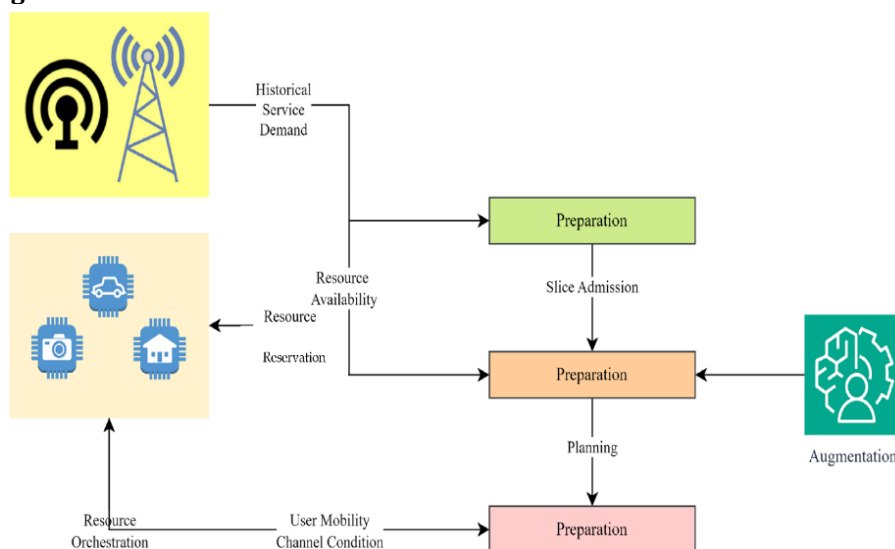 Historical
Service
Demand
Preparation
Resource
Availability
Slice Admission
Resource
Reservation
Preparation
Augmentation
Planning
Resource
Orchestration
User Mobility
Channel Condition
Preparation